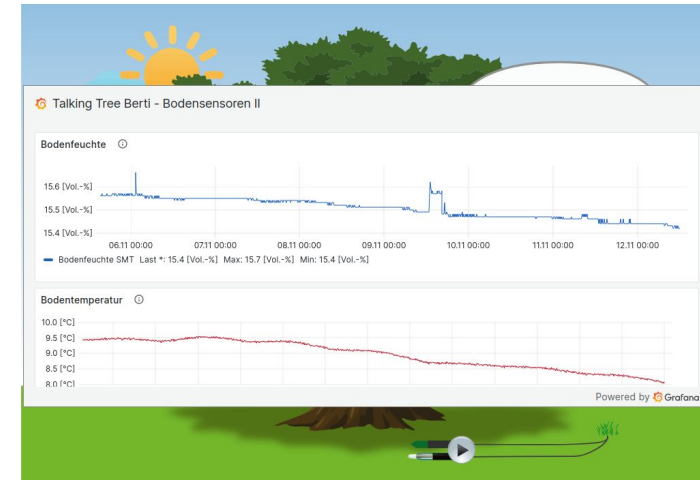 Talking Tree Berti - Bodensensoren II
Bodenfeuchte
15.6 [Vol.-%]
15.5 [Vol.-%]
15.4 [Vol.-%]
06.11 00:00 07.11 00:00 08.11 00:00 09.11 00:00 10.11 00:00 11.11 00:00 12.11 00:00
Bodenfeuchte SMT Last *: 15.4 [Vol.-%] Max: 15.7 [Vol.-%] Min: 15.4 [Vol.-%]
Bodentemperatur
10.0 [°C]
9.5 [°C]
9.0 [°C]
8.5 [°C]
8.0 [°C]
Powered by Grafana